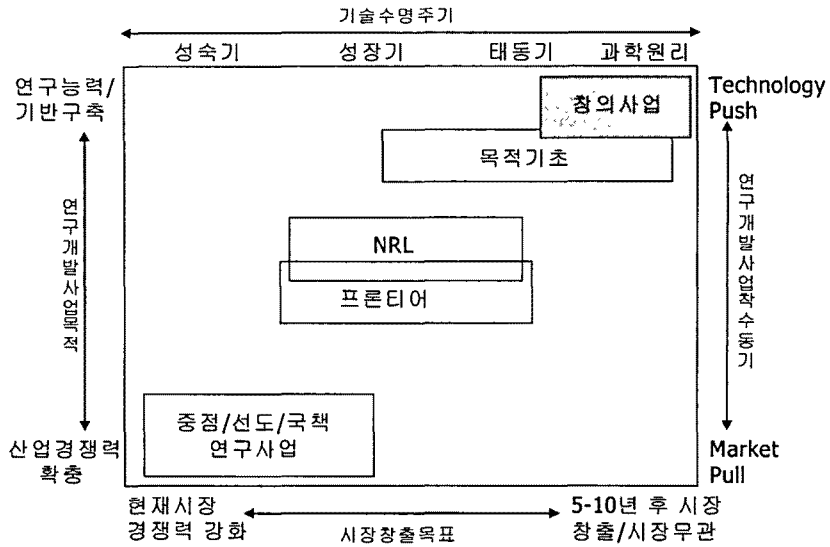 기술수명주기
성숙기 성장기 태동기 과학원리
연구능력/
기반구축
Technology
Push
창의사업
목적기초
연구개발사업목적
연구개발사업착수동기
NRL
프론티어
중점/선도/국책
연구사업
산업경쟁력
확충
Market
Pull
현재시장
경쟁력 강화
시장창출목표
5-10년 후 시장
창출/시장무관